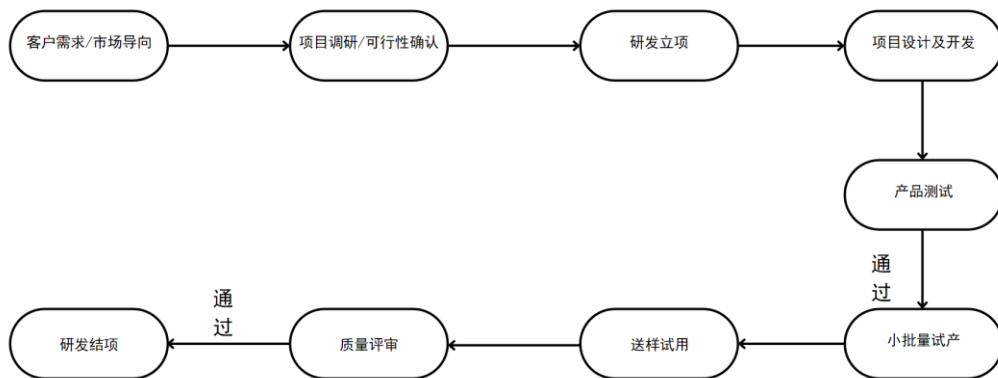 客户需求/市场导向
项目调研/可行性确认
研发立项
项目设计及开发
产品测试
通
过
小批量试产
送样试用
质量评审
通
过
研发结项